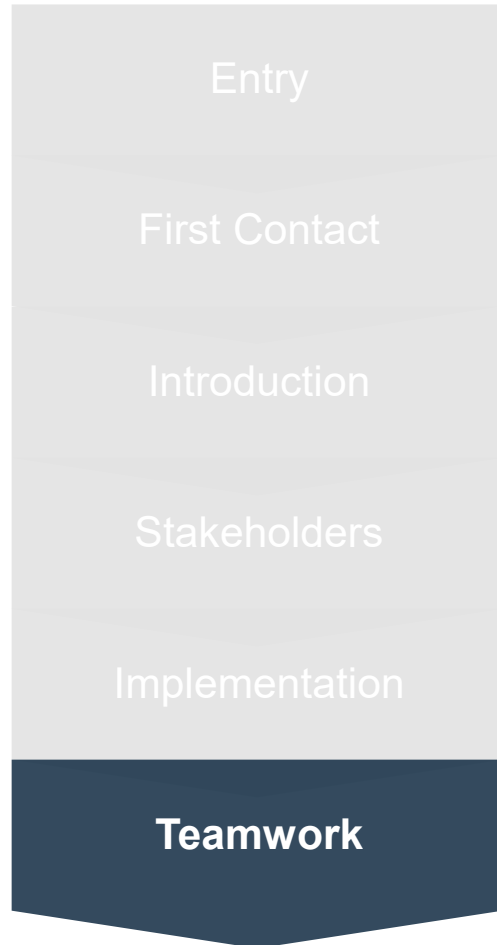 Entry
First Contact
Introduction
Stakeholders
Implementation
Teamwork